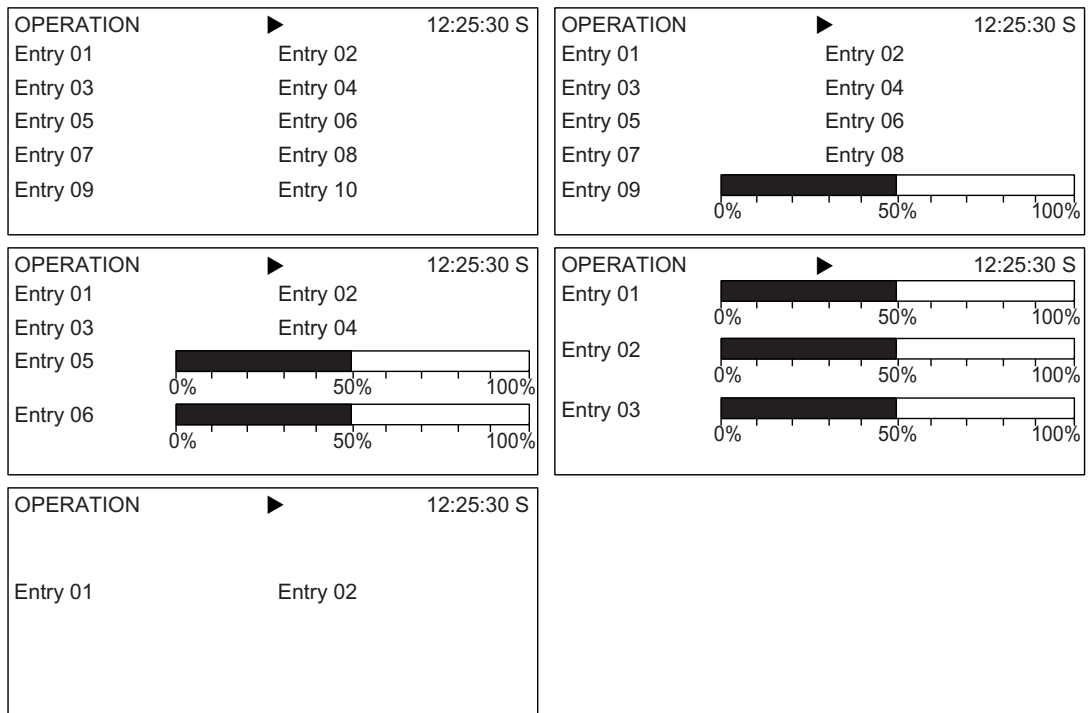 OPERATION ▶ 12:25:30 S
Entry 01 Entry 02
Entry 03 Entry 04
Entry 05 Entry 06
Entry 07 Entry 08
Entry 09 Entry 10
OPERATION ▶ 12:25:30 S
Entry 01 Entry 02
Entry 03 Entry 04
Entry 05 Entry 06
Entry 07 Entry 08
Entry 09
0% 50% 100%
OPERATION ▶ 12:25:30 S
Entry 01 Entry 02
Entry 03 Entry 04
Entry 05
0% 50% 100%
Entry 06
0% 50% 100%
OPERATION ▶ 12:25:30 S
Entry 01
0% 50% 100%
Entry 02
0% 50% 100%
Entry 03
0% 50% 100%
OPERATION ▶ 12:25:30 S
Entry 01 Entry 02